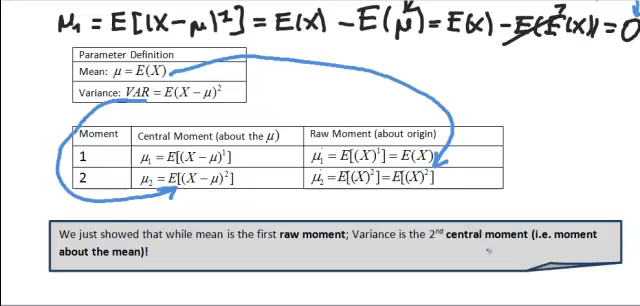 μ₁ = E[(X-μ)¹] = E(X) - E(μ) = E(X) - E(E(X)) = 0
Parameter Definition
Mean: μ = E(X)
Variance: VAR = E(X − μ)²
Moment Central Moment (about the μ) Raw Moment (about origin)
1 μ₁ = E[(X − μ)¹] μ₁' = E[(X)¹] = E(X)
2 μ₂ = E[(X − μ)²] μ₂' = E[(X)²] = E[(X)²]
We just showed that while mean is the first raw moment; Variance is the 2nd central moment (i.e. moment
about the mean)!